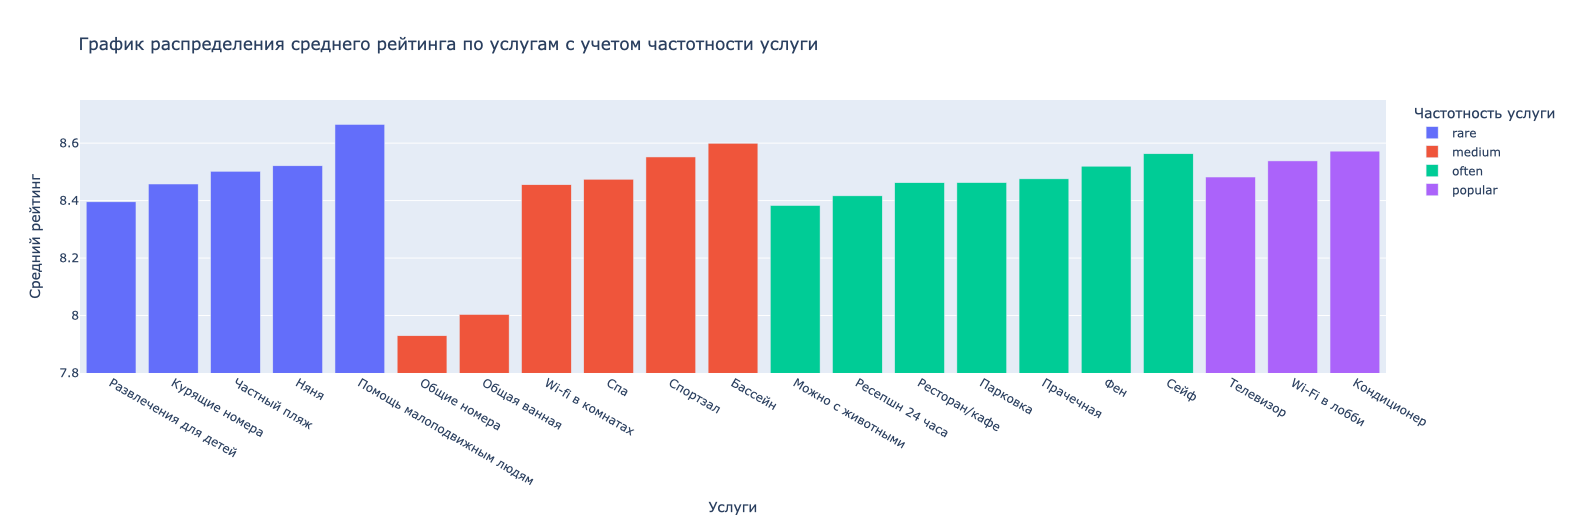 График распределения среднего рейтинга по услугам с учетом частотности услуги
Частотность услуги
rare
medium
often
popular
Средний рейтинг
8.6
8.4
8.2
8
7.8
Развлечения для детей
Курящие номера
Частный пляж
Няня
Помощь малоподвижным людям
Общие номера
Общая ванная
Wi-fi в комнатах
Спа
Спортзал
Бассейн
Можно с животными
Ресепшн 24 часа
Ресторан/кафе
Парковка
Прачечная
Фен
Сейф
Телевизор
Wi-Fi в лобби
Кондиционер
Услуги